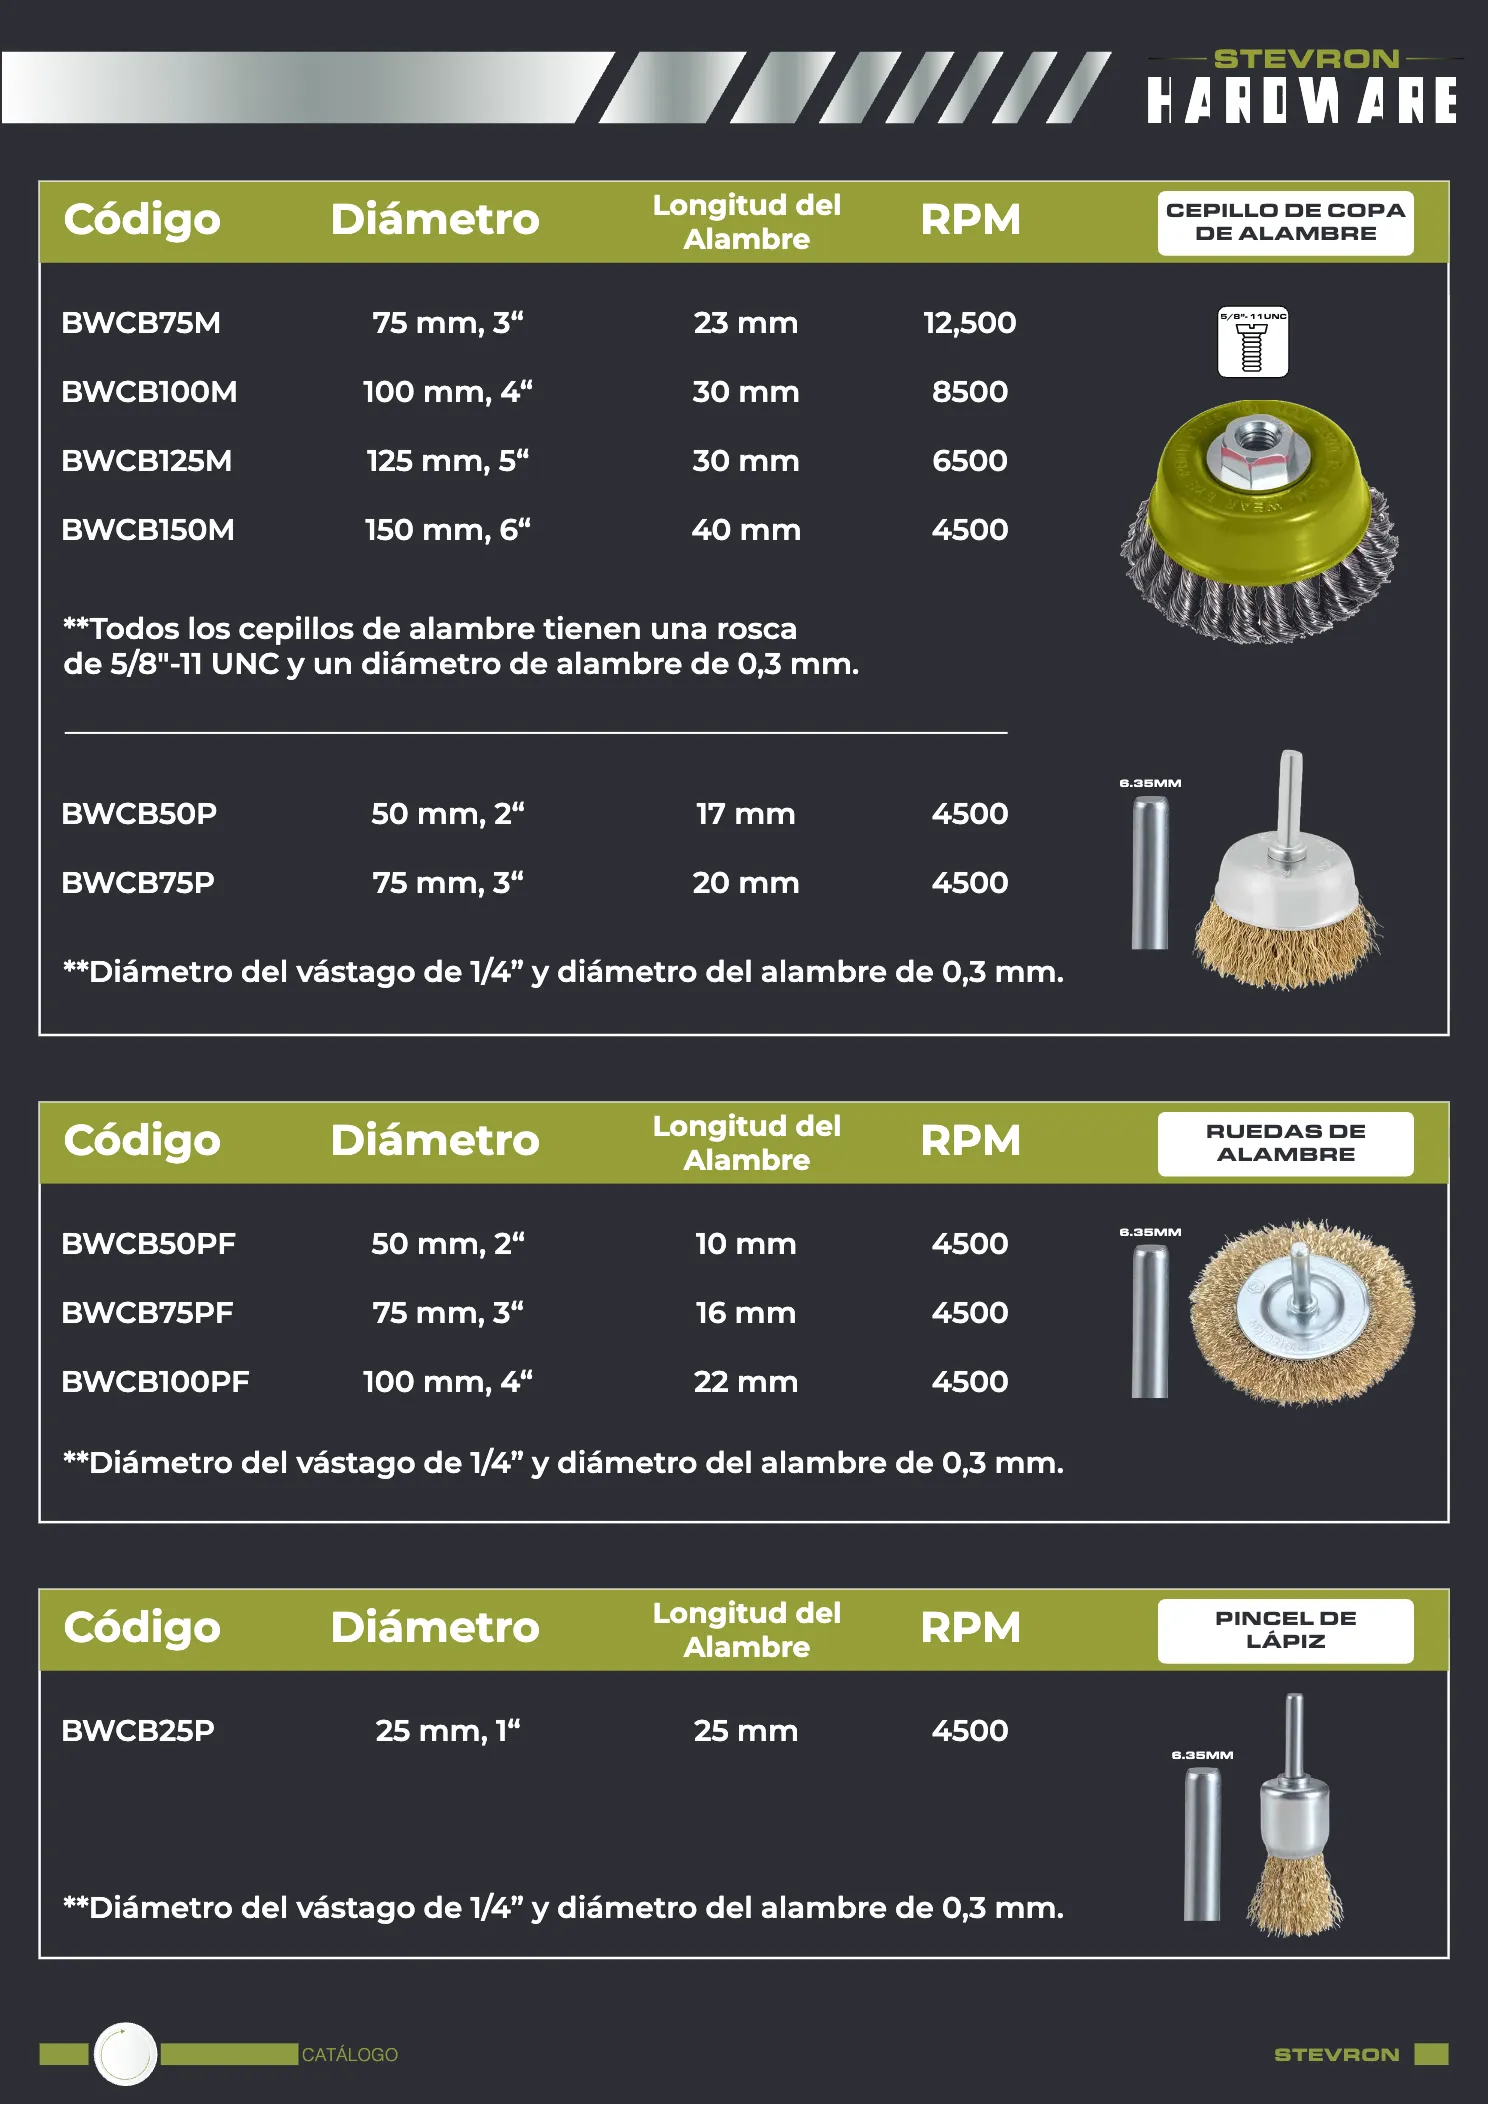 STEVRON
HARDWARE
Código Diámetro Longitud del Alambre RPM CEPILLO DE COPA DE ALAMBRE
5/8"-11UNC
BWCB75M 75 mm, 3“ 23 mm 12,500
BWCB100M 100 mm, 4“ 30 mm 8500
BWCB125M 125 mm, 5“ 30 mm 6500
BWCB150M 150 mm, 6“ 40 mm 4500
**Todos los cepillos de alambre tienen una rosca
de 5/8"-11 UNC y un diámetro de alambre de 0,3 mm.
6.35MM
BWCB50P 50 mm, 2“ 17 mm 4500
BWCB75P 75 mm, 3“ 20 mm 4500
**Diámetro del vástago de 1/4” y diámetro del alambre de 0,3 mm.
Código Diámetro Longitud del Alambre RPM RUEDAS DE ALAMBRE
6.35MM
BWCB50PF 50 mm, 2“ 10 mm 4500
BWCB75PF 75 mm, 3“ 16 mm 4500
BWCB100PF 100 mm, 4“ 22 mm 4500
**Diámetro del vástago de 1/4” y diámetro del alambre de 0,3 mm.
Código Diámetro Longitud del Alambre RPM PINCEL DE LÁPIZ
BWCB25P 25 mm, 1“ 25 mm 4500
6.35MM
**Diámetro del vástago de 1/4” y diámetro del alambre de 0,3 mm.
CATÁLOGO STEVRON